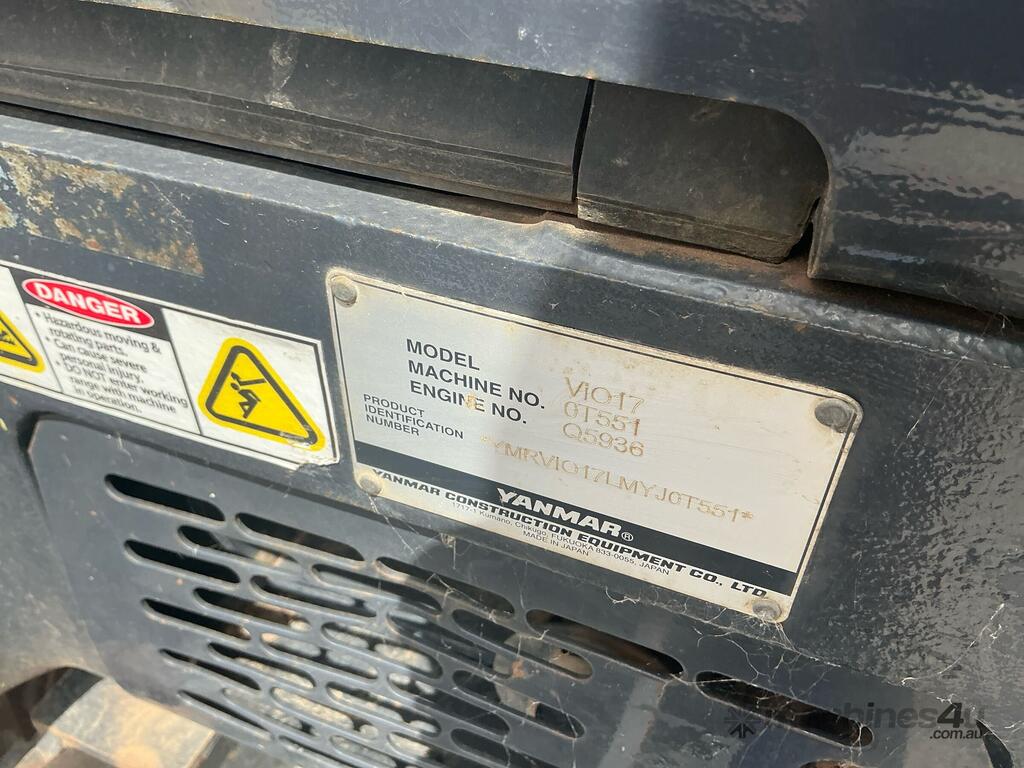 DANGER
• Hazardous moving &
rotating parts.
• Can cause severe
personal injury
• DO NOT enter working
range with machine
in operation.
MODEL VIO17
MACHINE NO. 0T551
ENGINE NO. Q5936
PRODUCT
IDENTIFICATION
NUMBER
*YMRVIO17LMYJ0T551*
YANMAR®
YANMAR CONSTRUCTION EQUIPMENT CO., LTD.
1717-1 Kumano, Chikugo, FUKUOKA 833-0055, JAPAN
MADE IN JAPAN
machines4u
.com.au